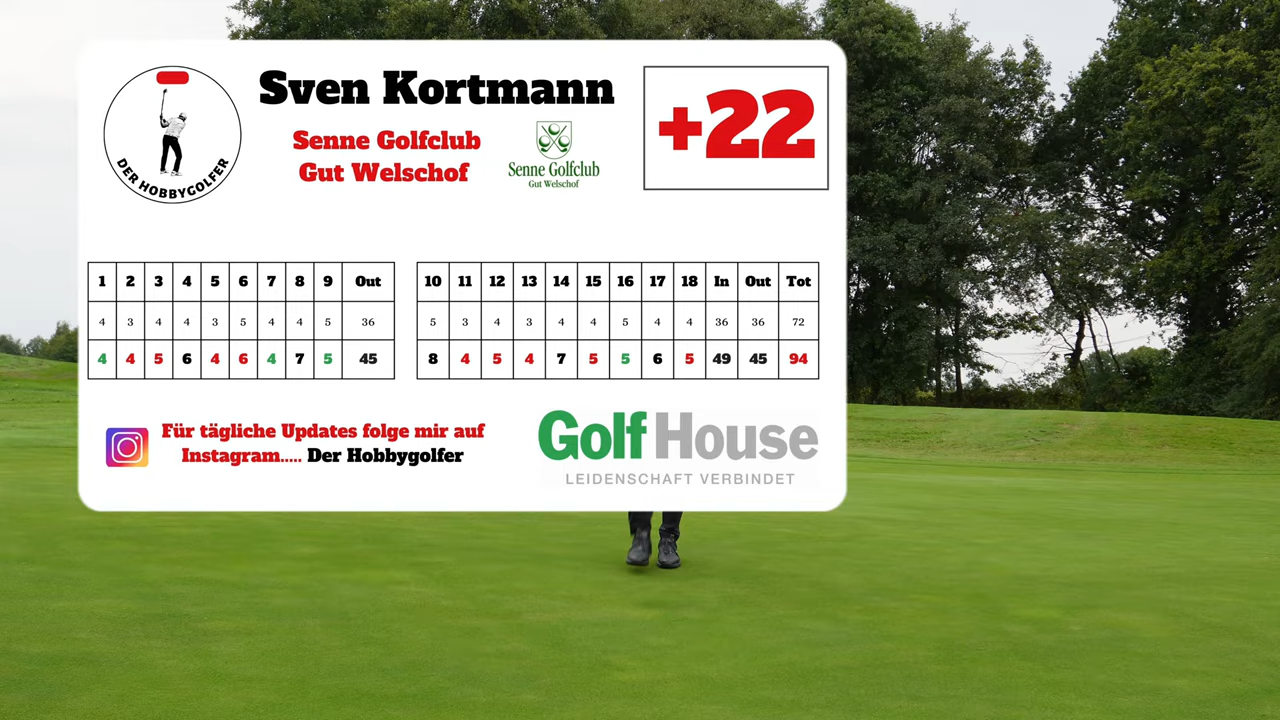 DER HOBBYGOLFER
Sven Kortmann
Senne Golfclub
Gut Welschof
Senne Golfclub
Gut Welschof
+22
1 2 3 4 5 6 7 8 9 Out
4 3 4 4 3 5 4 4 5 36
4 4 5 6 4 6 4 7 5 45
10 11 12 13 14 15 16 17 18 In Out Tot
5 3 4 3 4 4 5 4 4 36 36 72
8 4 5 4 7 5 5 6 5 49 45 94
Für tägliche Updates folge mir auf
Instagram..... Der Hobbygolfer
Golf House
LEIDENSCHAFT VERBINDET